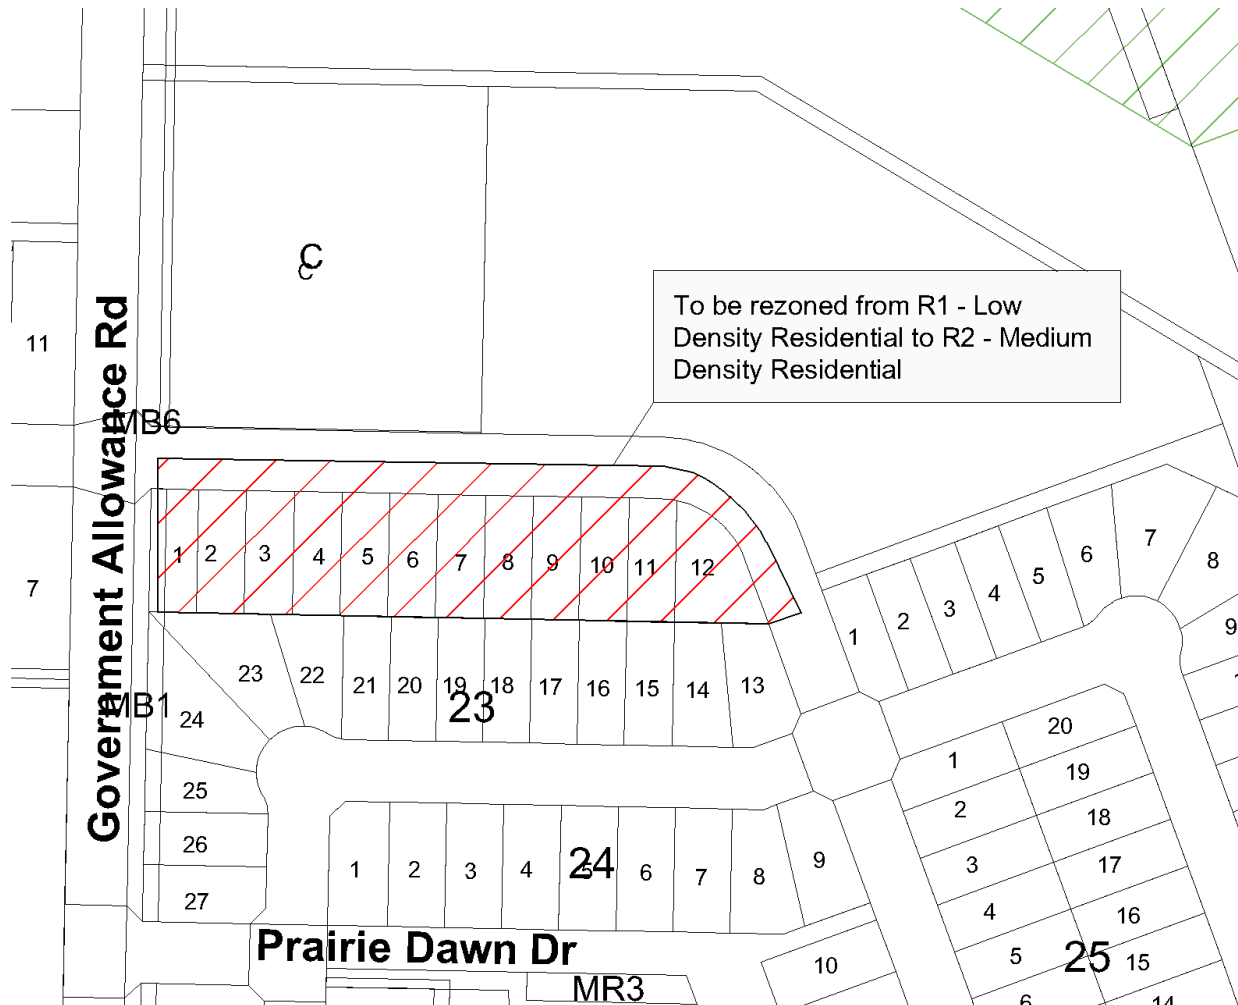 C
C
To be rezoned from R1 - Low
Density Residential to R2 - Medium
Density Residential
11
Government Allowance Rd
MB6
7
1 2 3 4 5 6 7 8 9 10 11 12
1 2 3 4 5 6 7 8 9
23 22 21 20 19 18 17 16 15 14 13
23
MB1
24
25
26
27
1 2 3 4 5 6 7 8 9
24
1 20
2 19
3 18
4 17
5 16
6 15
14
25
10
Prairie Dawn Dr
MR3